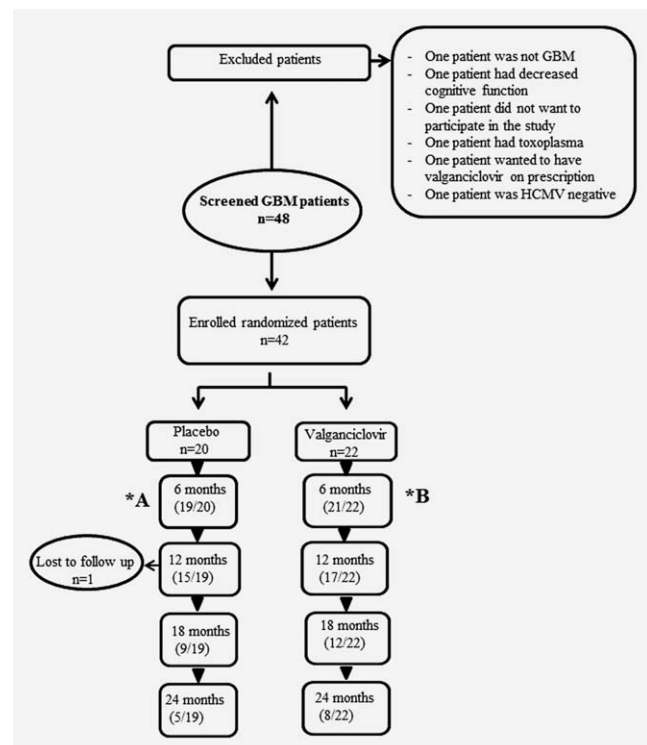 Excluded patients
- One patient was not GBM
- One patient had decreased
cognitive function
- One patient did not want to
participate in the study
- One patient had toxoplasma
- One patient wanted to have
valganciclovir on prescription
- One patient was HCMV negative
Screened GBM patients
n=48
Enrolled randomized patients
n=42
Placebo
n=20
Valganciclovir
n=22
*A
6 months
(19/20)
6 months
(21/22)
*B
Lost to follow up
n=1
12 months
(15/19)
12 months
(17/22)
18 months
(9/19)
18 months
(12/22)
24 months
(5/19)
24 months
(8/22)